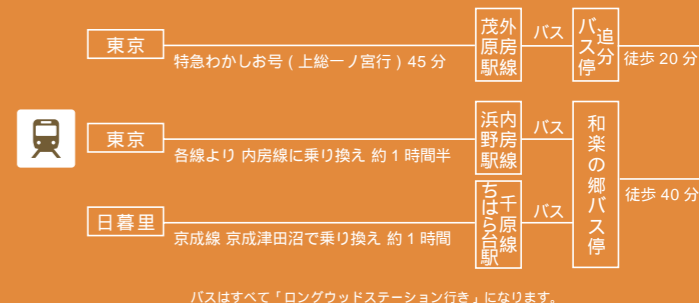 東京
特急わかしお号 ( 上総一ノ宮行 ) 45 分
外房線
茂原駅
バス
追分
バス停
徒歩 20 分
東京
各線より 内房線に乗り換え 約 1 時間半
内房線
浜野駅
バス
和楽の郷バス停
徒歩 40 分
日暮里
京成線 京成津田沼で乗り換え 約 1 時間
千原線
ちはら台駅
バス
バスはすべて「ロングウッドステーション行き」になります。